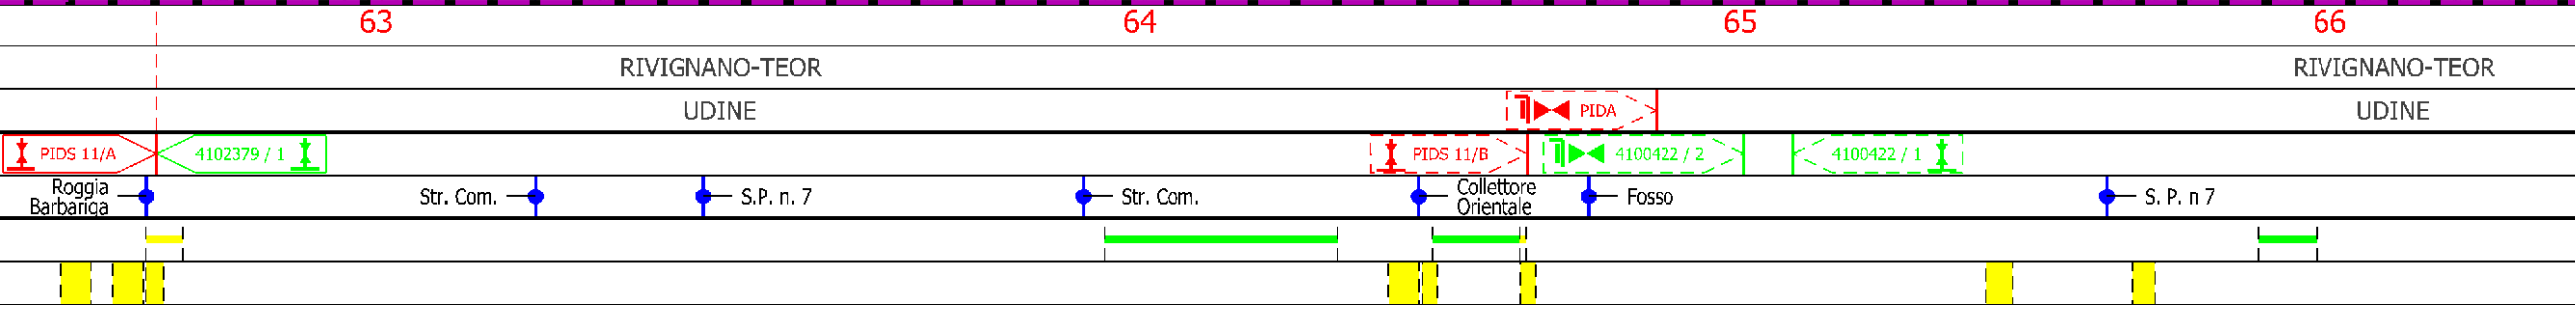 63 64 65 66
RIVIGNANO-TEOR RIVIGNANO-TEOR
UDINE PIDA UDINE
PIDS 11/A 4102379 / 1 PIDS 11/B 4100422 / 2 4100422 / 1
Roggia
Barbariga
Str. Com.
S.P. n. 7
Str. Com.
Collettore
Orientale
Fosso
S. P. n 7